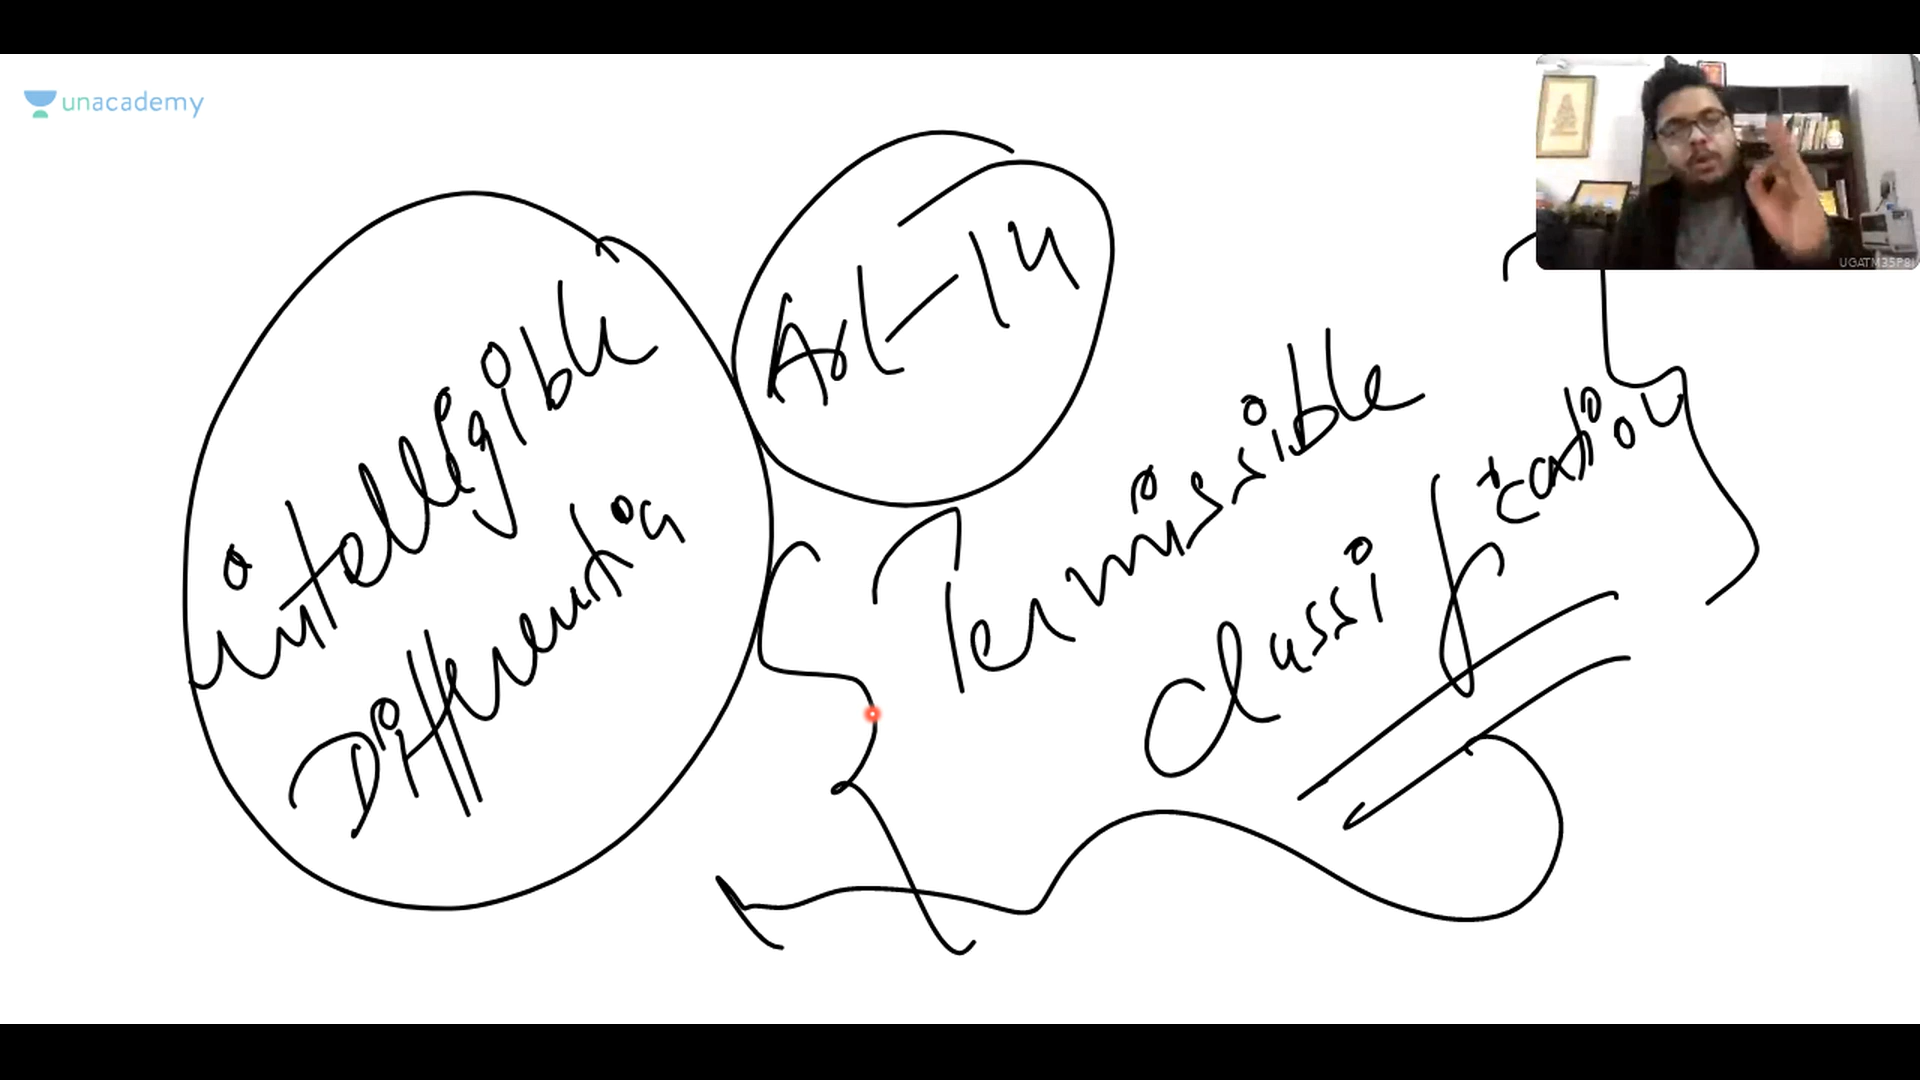 unacademy
Art-14
intelligible
Differentia
Permissible
classification